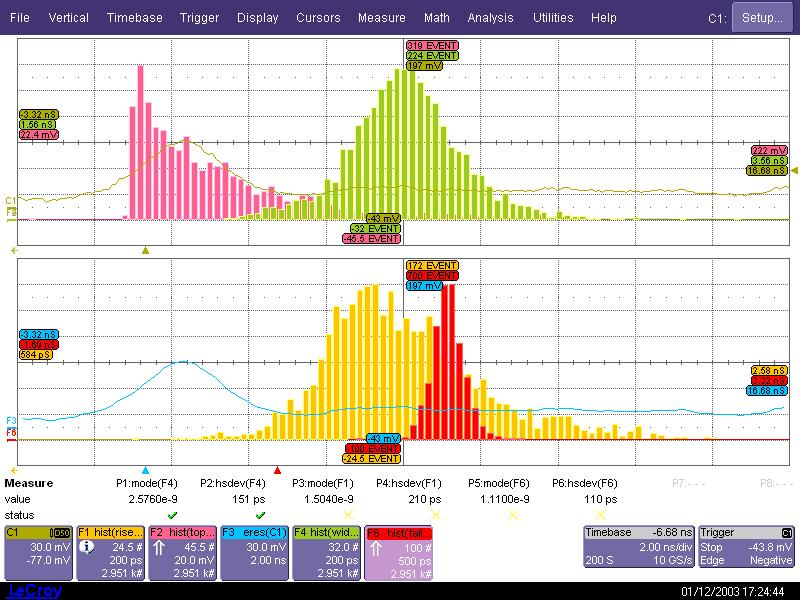 File Vertical Timebase Trigger Display Cursors Measure Math Analysis Utilities Help C1: Setup...
319 EVENT
224 EVENT
197 mV
-3.32 nS
1.56 nS
22.4 mV
222 mV
3.56 nS
16.68 nS
C1
-43 mV
-32 EVENT
-45.5 EVENT
172 EVENT
700 EVENT
197 mV
-3.32 nS
-1.69 nS
584 pS
2.58 nS
16.68 nS
F3
F6
-43 mV
-100 EVENT
-24.5 EVENT
Measure P1:mode(F4) P2:hsdev(F4) P3:mode(F1) P4:hsdev(F1) P5:mode(F6) P6:hsdev(F6) P7:--- P8:---
value 2.5760e-9 151 ps 1.5040e-9 210 ps 1.1100e-9 110 ps
status
C1 D50 F1 hist(rise... F2 hist(top... F3 eres(C1) F4 hist(wid... F6 hist(fall... Timebase -6.68 ns Trigger C1
30.0 mV 24.5 # 45.5 # 30.0 mV 32.0 # 100 # 2.00 ns/div Stop -43.8 mV
-77.0 mV 200 ps 20.0 mV 2.00 ns 200 ps 500 ps 200 S 10 GS/s Edge Negative
2.951 k# 2.951 k# 2.951 k# 2.951 k#
LeCroy 01/12/2003 17:24:44